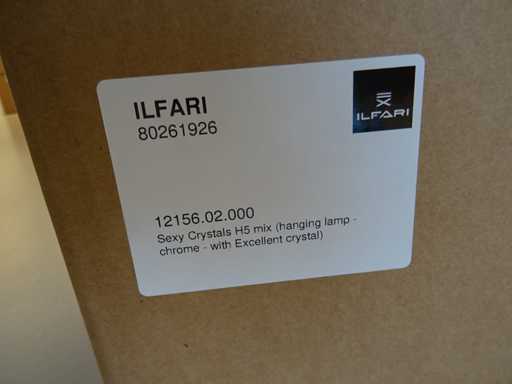 ILFARI
80261926
ILFARI
12156.02.000
Sexy Crystals H5 mix (hanging lamp -
chrome - with Excellent crystal)